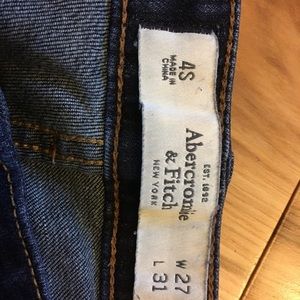 4S
MADE IN
CHINA
EST. 1892
Abercrombie
& Fitch
NEW YORK
W 27
L 31